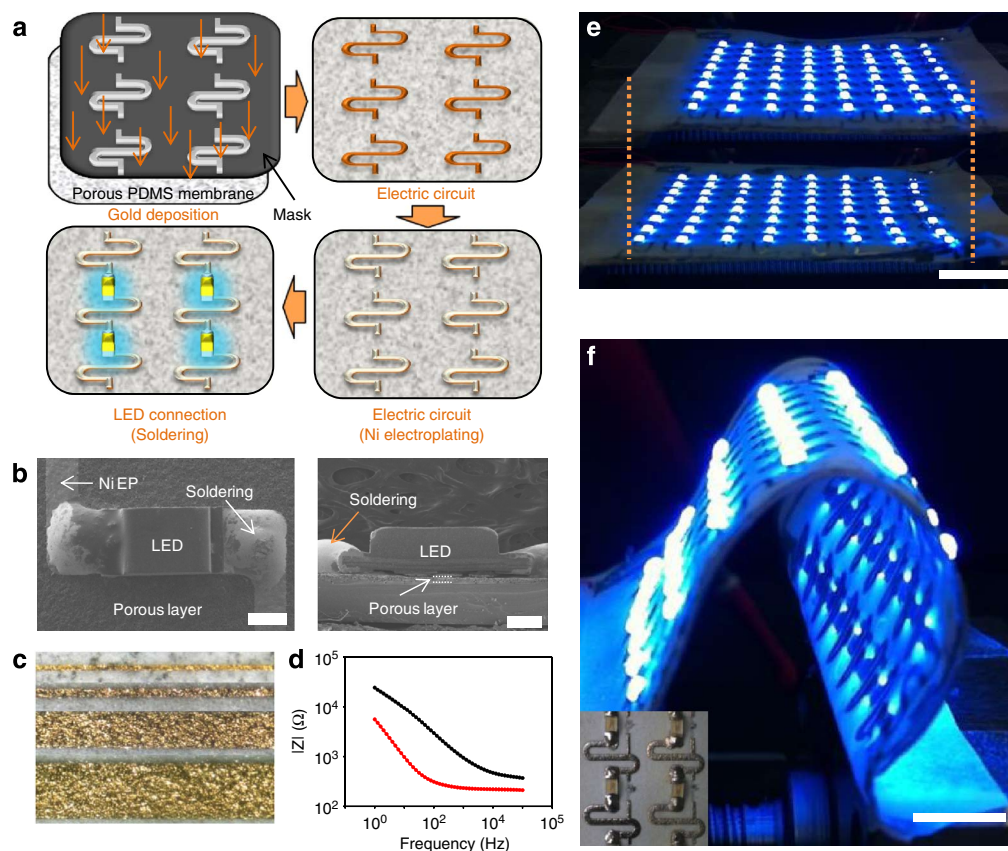 a
Porous PDMS membrane
Gold deposition
Mask
Electric circuit
LED connection
(Soldering)
Electric circuit
(Ni electroplating)
b
Ni EP
Soldering
LED
Porous layer
Soldering
LED
Porous layer
c
d
10⁵
10⁴
10³
10²
|Z| (Ω)
10⁰
10²
10⁴
10⁵
Frequency (Hz)
e
f